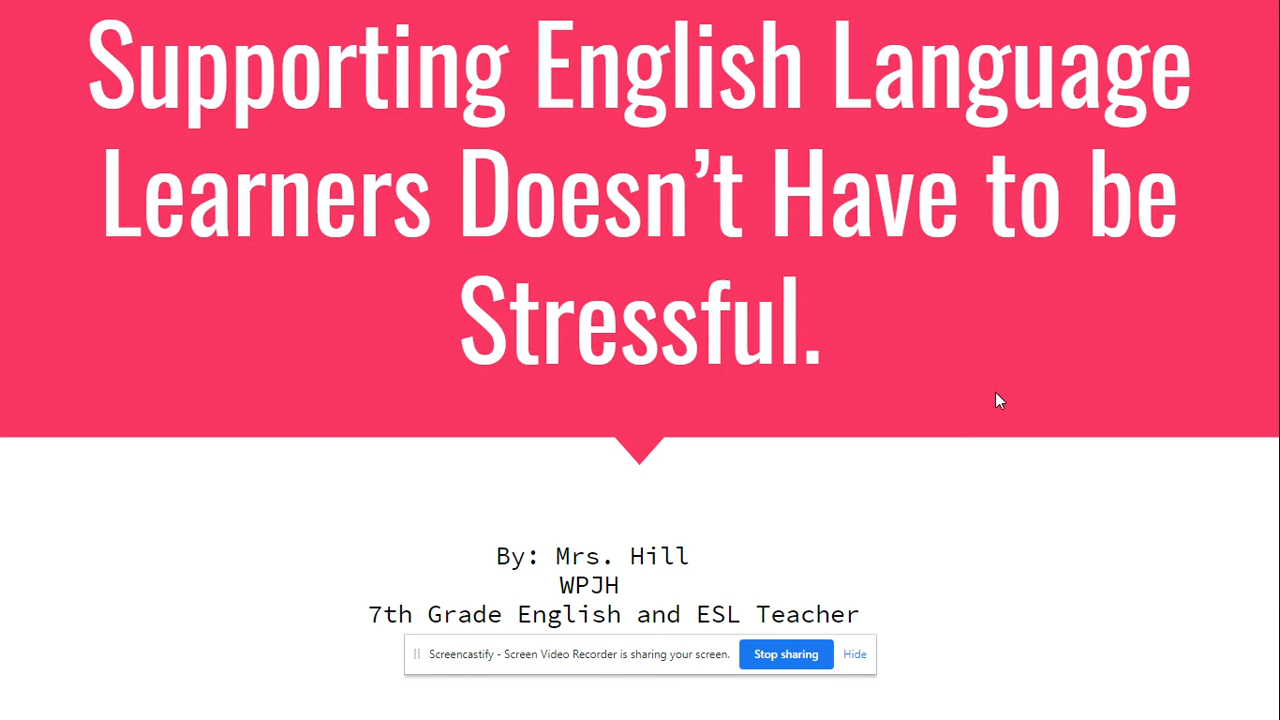 Supporting English Language
Learners Doesn’t Have to be
Stressful.
By: Mrs. Hill
WPJH
7th Grade English and ESL Teacher
Screencastify - Screen Video Recorder is sharing your screen. Stop sharing Hide